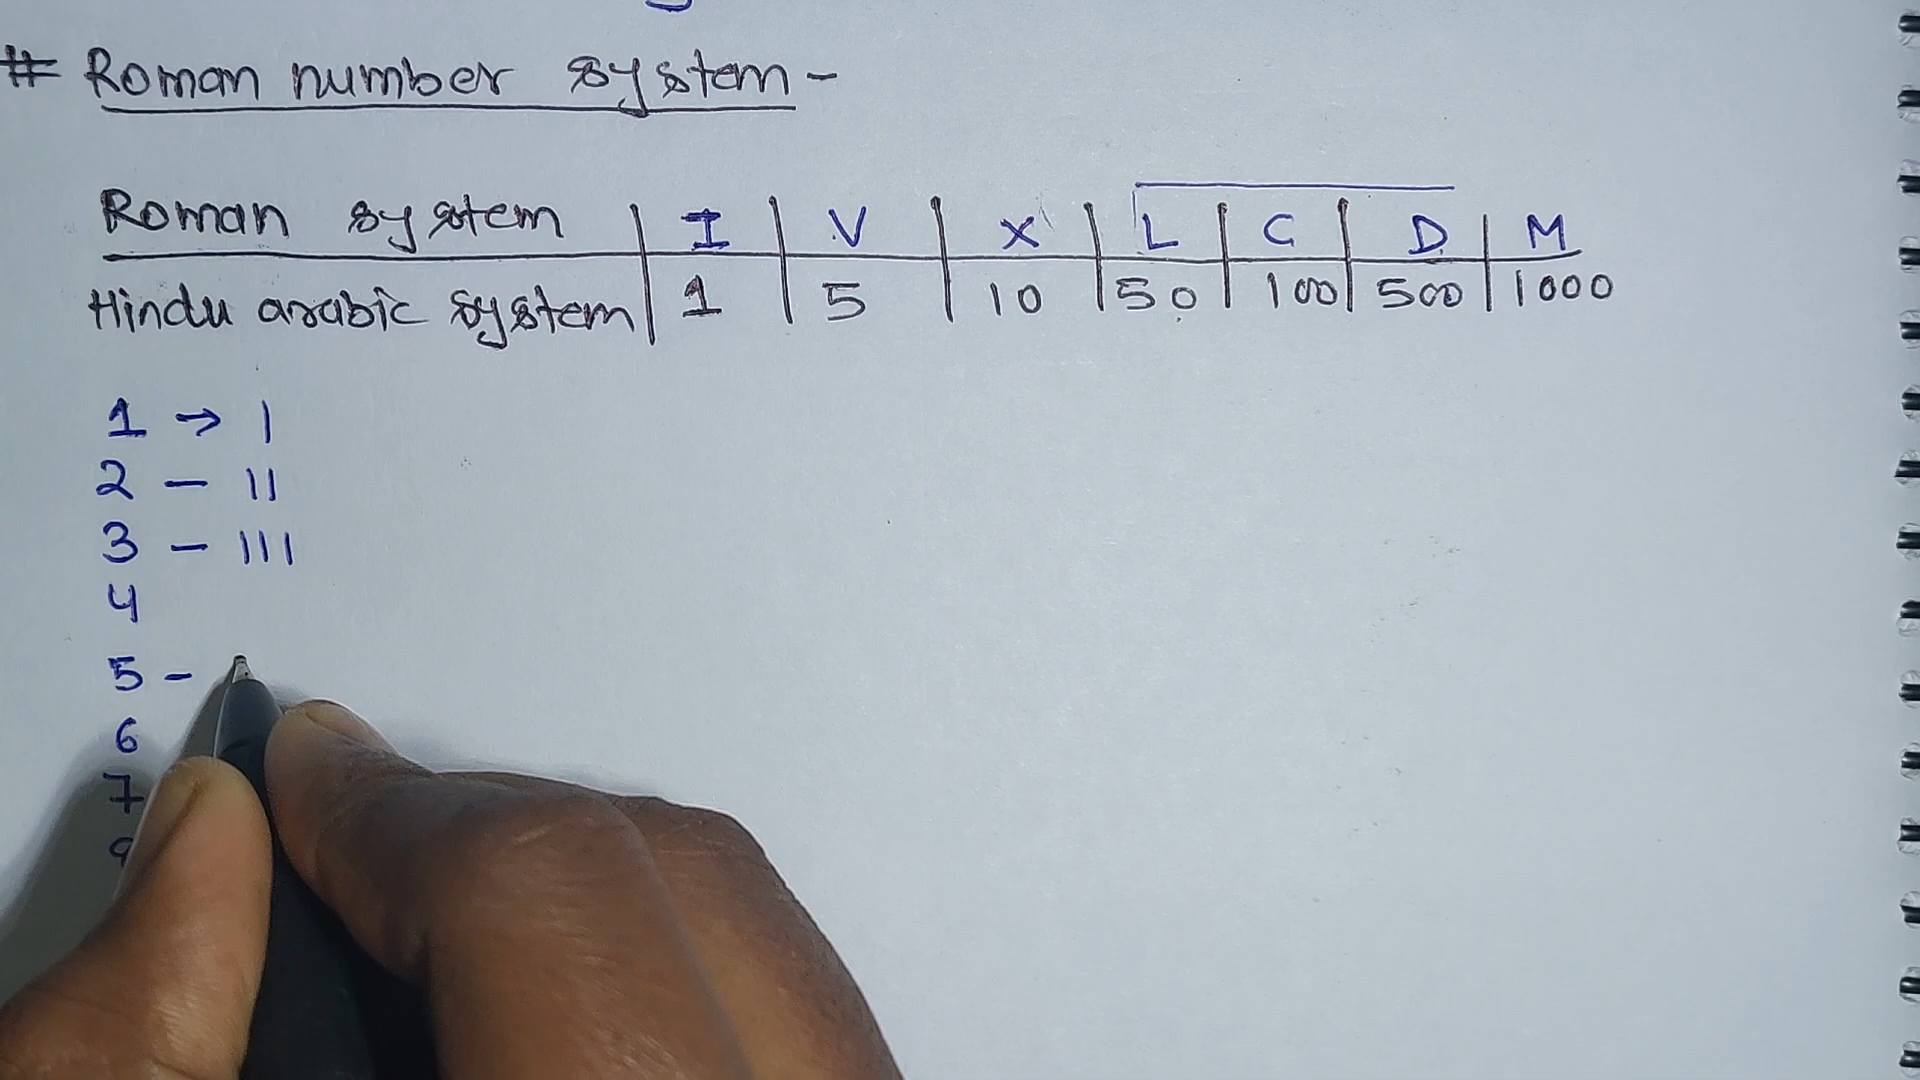 # Roman number system -
Roman system | I | V | X | L | C | D | M
Hindu arabic system | 1 | 5 | 10 | 50 | 100 | 500 | 1000
1 → I
2 - II
3 - III
4
5 -
6
7